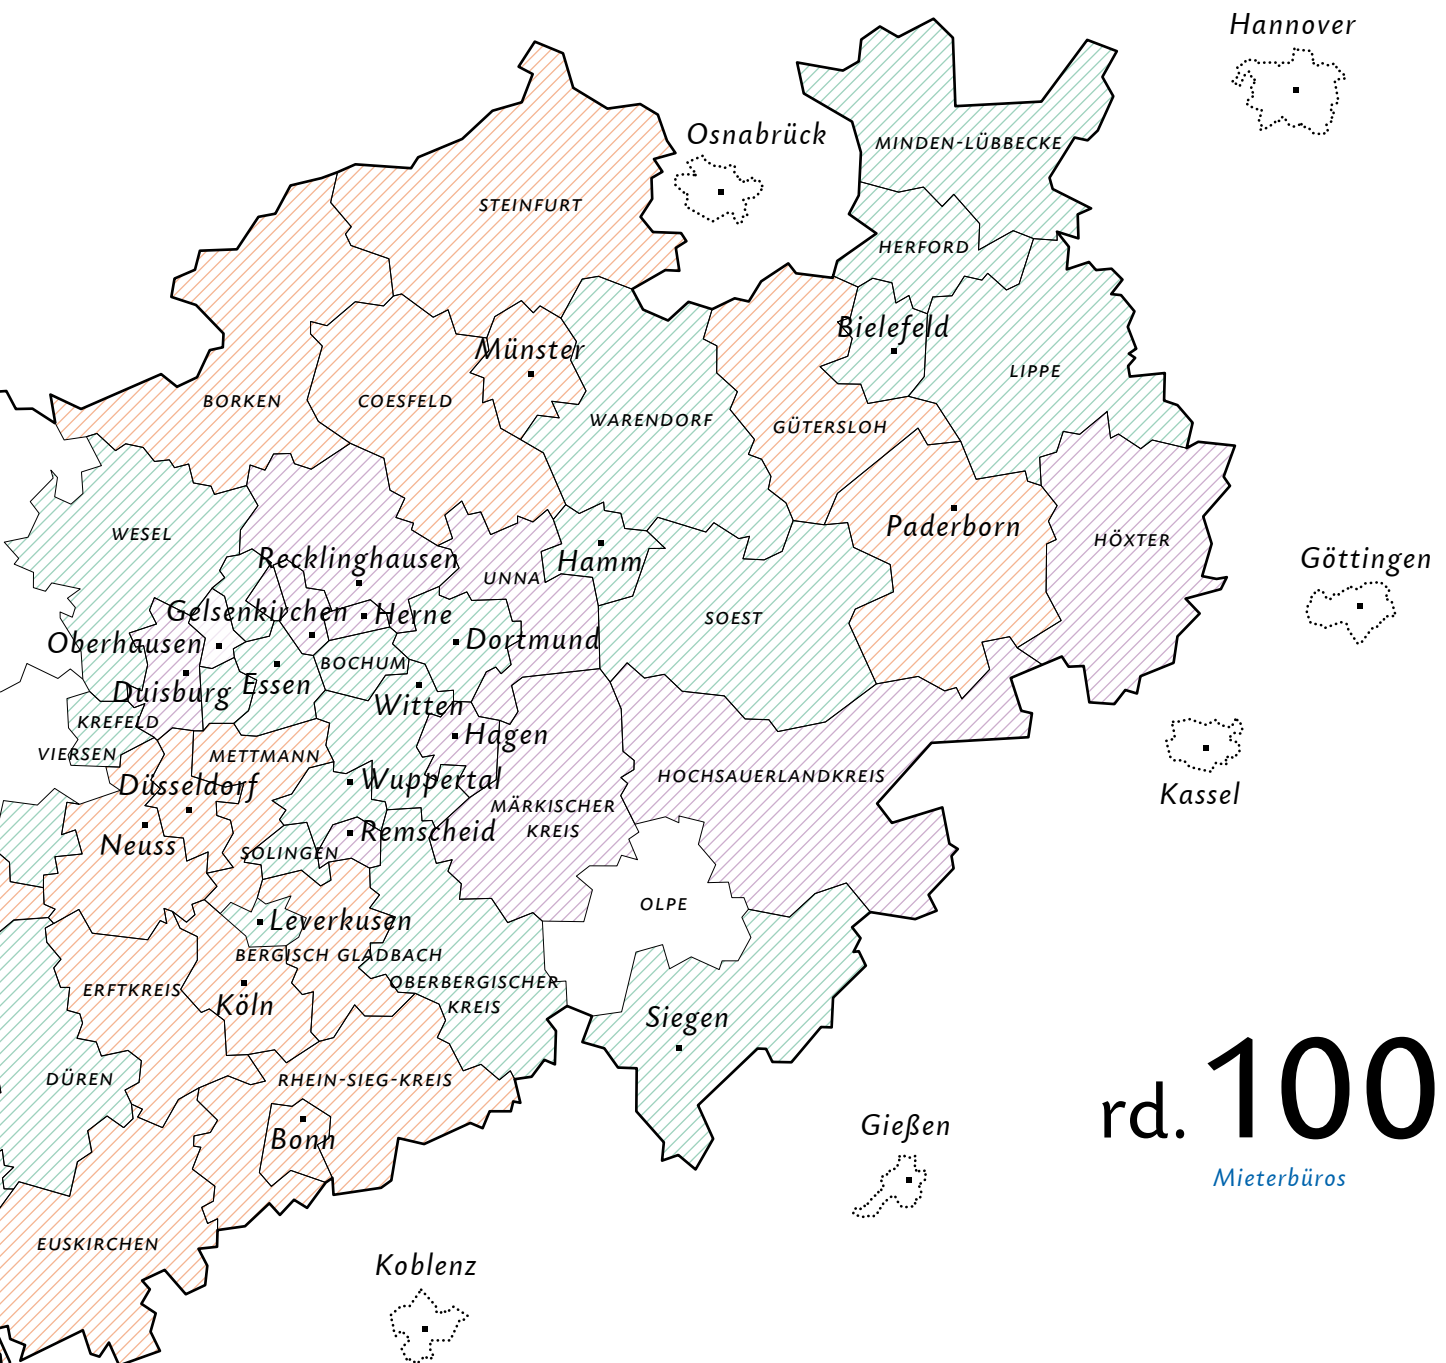 Hannover
Osnabrück
MINDEN-LÜBBECKE
STEINFURT
HERFORD
Bielefeld
Münster
LIPPE
BORKEN
COESFELD
WARENDORF
GÜTERSLOH
Paderborn
WESEL
HÖXTER
Recklinghausen
Hamm
Göttingen
UNNA
Gelsenkirchen
Herne
SOEST
Oberhausen
Dortmund
BOCHUM
Duisburg
Essen
Witten
KREFELD
Hagen
VIERSEN
METTMANN
Düsseldorf
Wuppertal
HOCHSAUERLANDKREIS
Kassel
MÄRKISCHER
KREIS
Neuss
Remscheid
SOLINGEN
OLPE
Leverkusen
BERGISCH GLADBACH
ERFTKREIS
OBERBERGISCHER
KREIS
Köln
Siegen
DÜREN
RHEIN-SIEG-KREIS
rd. 100
Mieterbüros
Gießen
Bonn
EUSKIRCHEN
Koblenz